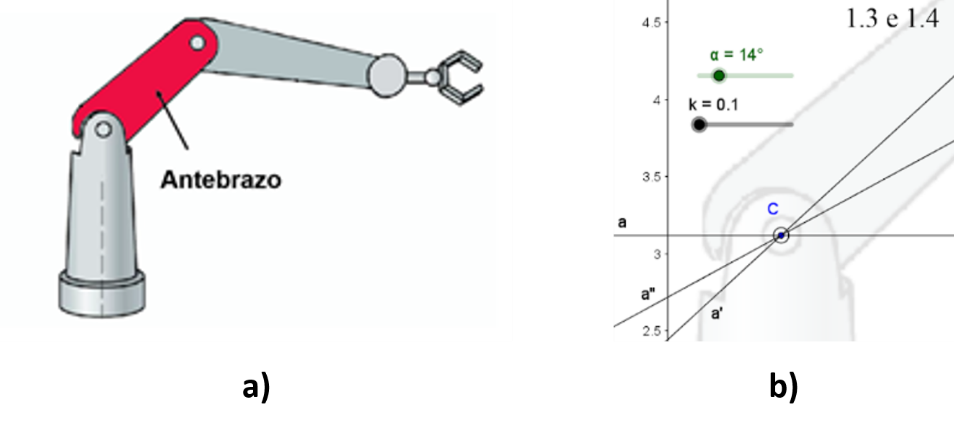 Antebrazo
a)
1.3 e 1.4
4.5
α = 14°
4
k = 0.1
3.5
C
a
3
a"
a'
2.5
b)